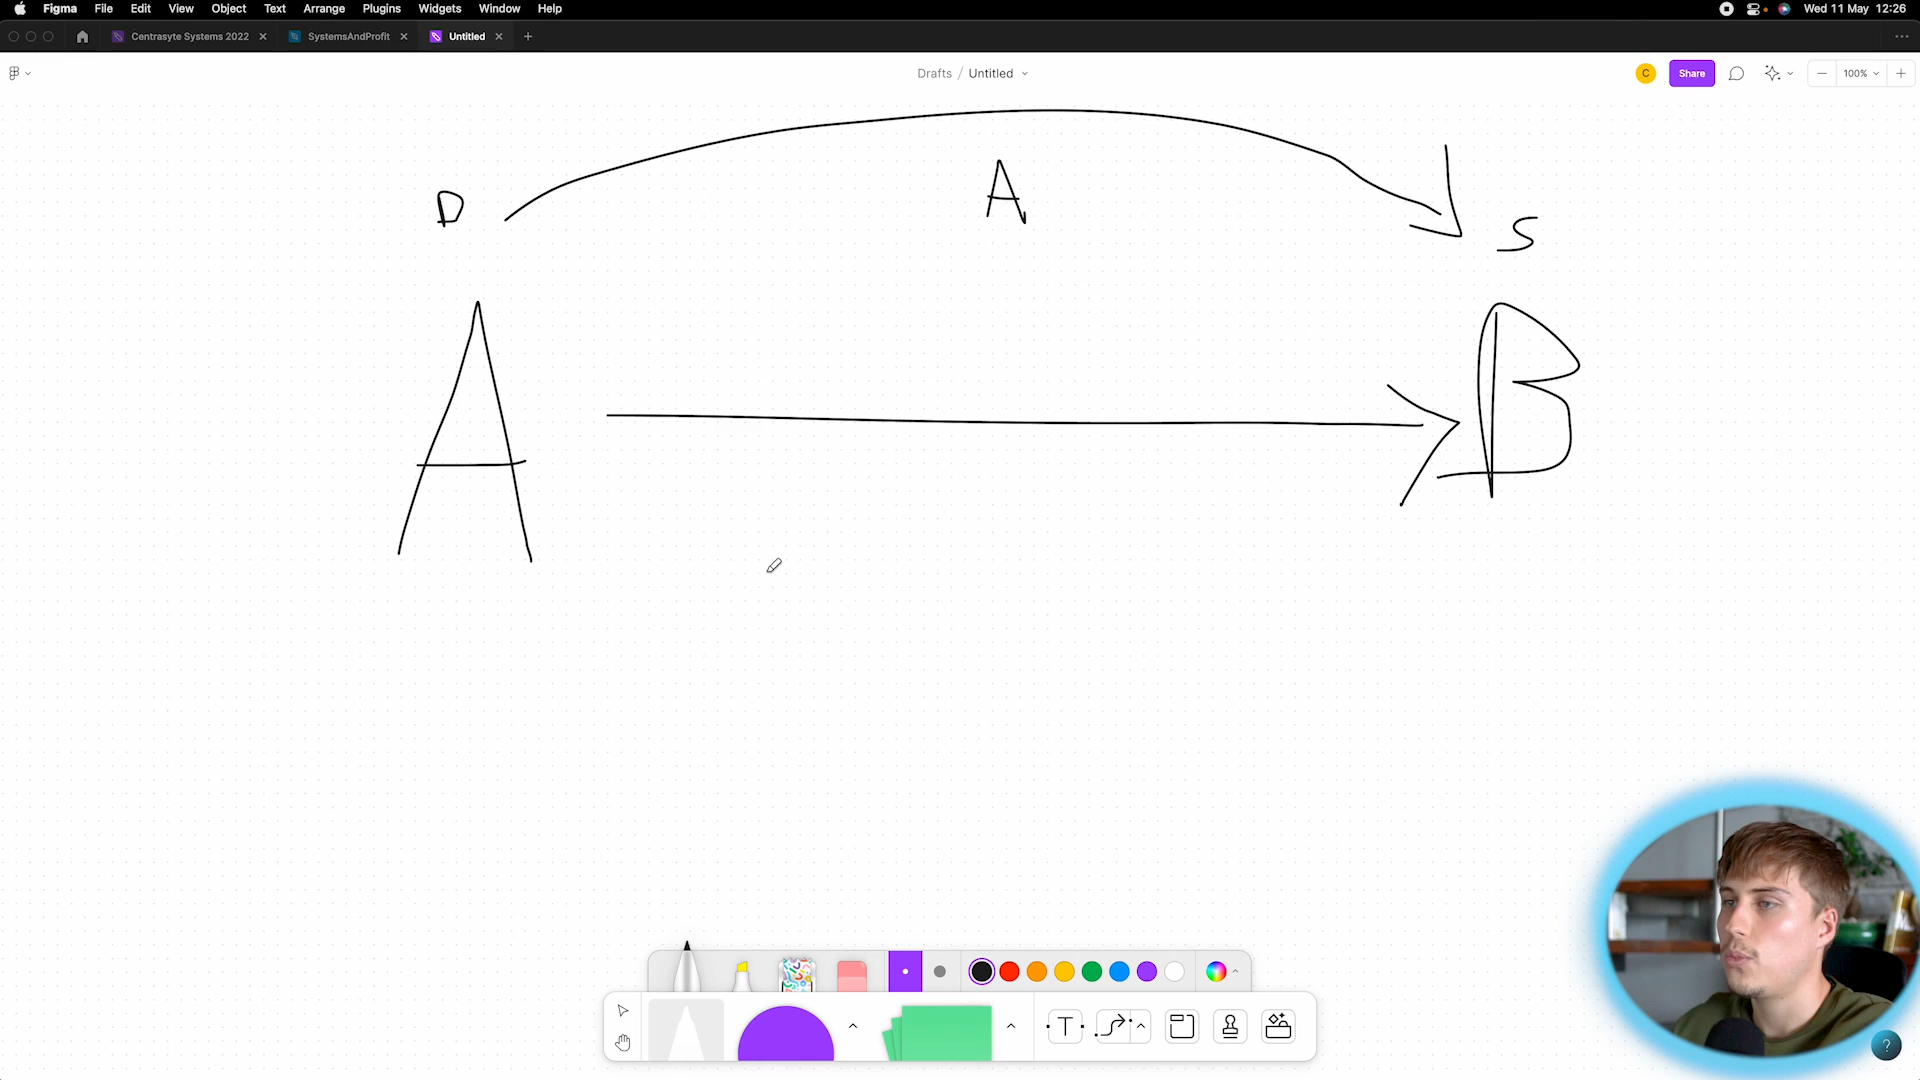 Figma File Edit View Object Text Arrange Plugins Widgets Window Help Wed 11 May 12:26
Centrasyte Systems 2022 SystemsAndProfit Untitled
Drafts / Untitled C Share 100%
D A S
A B
T
?